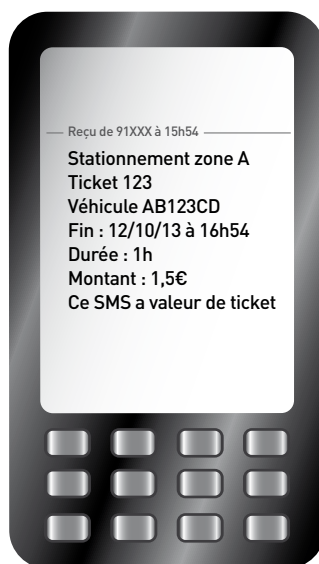 Reçu de 91XXX à 15h54
Stationnement zone A
Ticket 123
Véhicule AB123CD
Fin : 12/10/13 à 16h54
Durée : 1h
Montant : 1,5€
Ce SMS a valeur de ticket